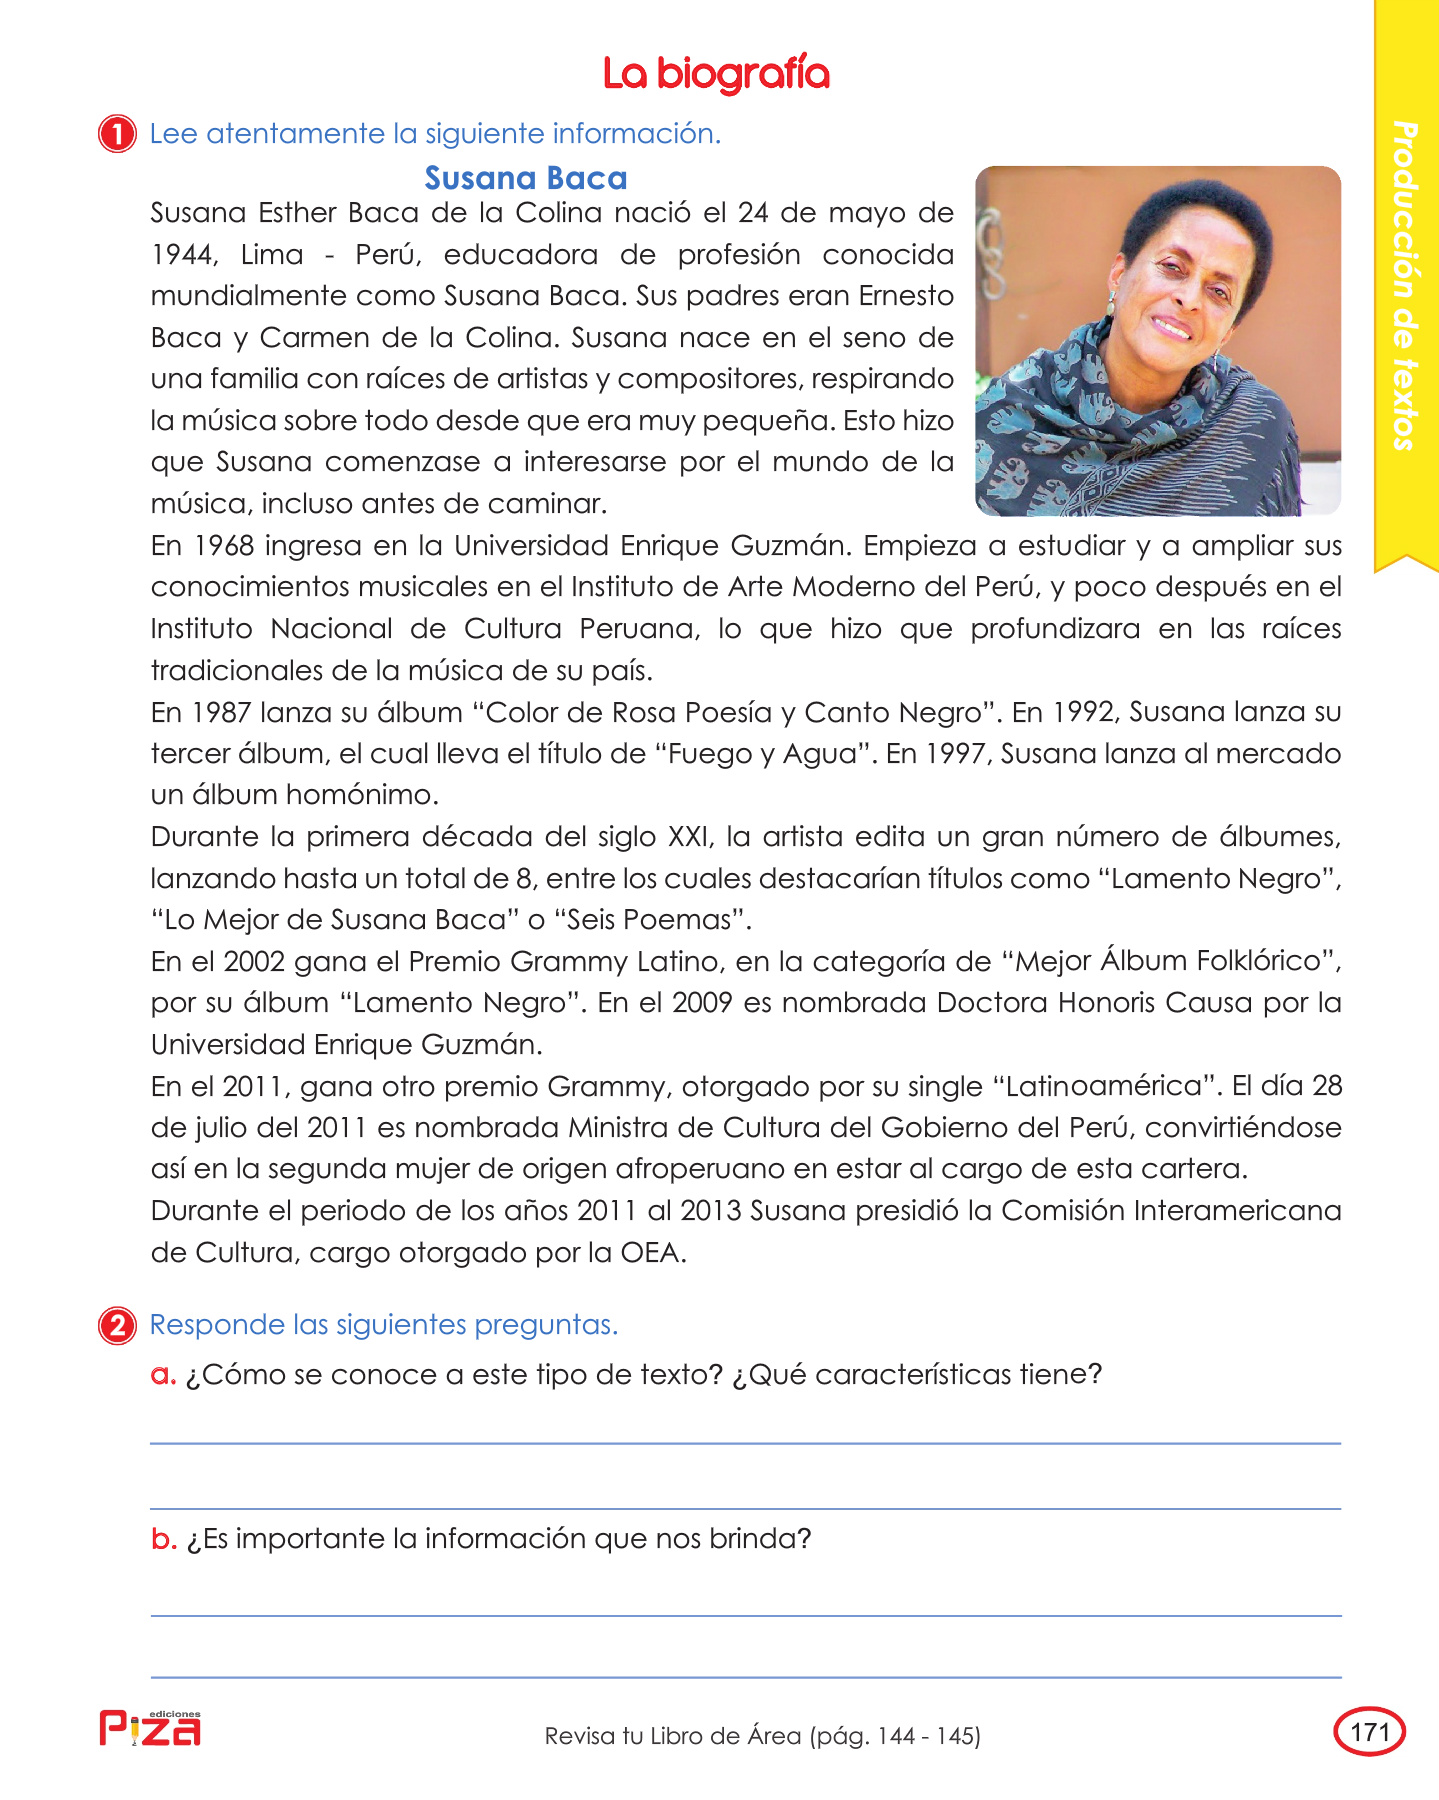 La biografía
Producción de textos
1 Lee atentamente la siguiente información.
Susana Baca
Susana Esther Baca de la Colina nació el 24 de mayo de
1944, Lima - Perú, educadora de profesión conocida
mundialmente como Susana Baca. Sus padres eran Ernesto
Baca y Carmen de la Colina. Susana nace en el seno de
una familia con raíces de artistas y compositores, respirando
la música sobre todo desde que era muy pequeña. Esto hizo
que Susana comenzase a interesarse por el mundo de la
música, incluso antes de caminar.
En 1968 ingresa en la Universidad Enrique Guzmán. Empieza a estudiar y a ampliar sus
conocimientos musicales en el Instituto de Arte Moderno del Perú, y poco después en el
Instituto Nacional de Cultura Peruana, lo que hizo que profundizara en las raíces
tradicionales de la música de su país.
En 1987 lanza su álbum “Color de Rosa Poesía y Canto Negro”. En 1992, Susana lanza su
tercer álbum, el cual lleva el título de “Fuego y Agua”. En 1997, Susana lanza al mercado
un álbum homónimo.
Durante la primera década del siglo XXI, la artista edita un gran número de álbumes,
lanzando hasta un total de 8, entre los cuales destacarían títulos como “Lamento Negro”,
“Lo Mejor de Susana Baca” o “Seis Poemas”.
En el 2002 gana el Premio Grammy Latino, en la categoría de “Mejor Álbum Folklórico”,
por su álbum “Lamento Negro”. En el 2009 es nombrada Doctora Honoris Causa por la
Universidad Enrique Guzmán.
En el 2011, gana otro premio Grammy, otorgado por su single “Latinoamérica”. El día 28
de julio del 2011 es nombrada Ministra de Cultura del Gobierno del Perú, convirtiéndose
así en la segunda mujer de origen afroperuano en estar al cargo de esta cartera.
Durante el periodo de los años 2011 al 2013 Susana presidió la Comisión Interamericana
de Cultura, cargo otorgado por la OEA.
2 Responde las siguientes preguntas.
a. ¿Cómo se conoce a este tipo de texto? ¿Qué características tiene?
b. ¿Es importante la información que nos brinda?
ediciones
Piza
Revisa tu Libro de Área (pág. 144 - 145)
171